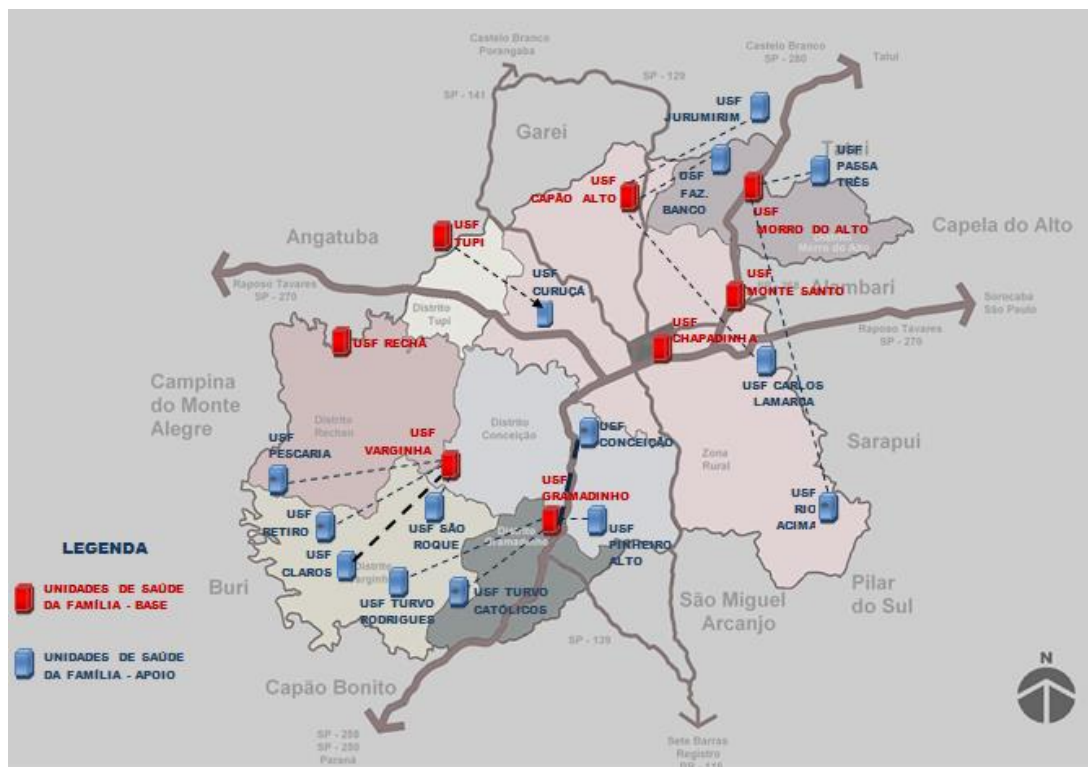 Castelo Branco
Porangaba
SP - 141
SP - 129
Castelo Branco
SP - 280
Tatuí
Garei
USF
JURUMIRIM
USF
FAZ.
BANCO
USF
PASSA
TRÊS
USF
CAPÃO ALTO
USF
MORRO DO ALTO
Capela do Alto
USF
TUPI
Angatuba
Raposo Tavares
SP - 270
USF
CURUÇÁ
Distrito
Tupi
USF
MONTE SANTO
Alambari
Sorocaba
São Paulo
Raposo Tavares
SP - 270
USF
CHAPADINHA
USF RECHÃ
USF CARLOS
LAMARCA
Campina
do Monte
Alegre
Distrito
Rechan
Distrito
Conceição
USF
CONCEIÇÃO
Zona
Rural
Sarapui
USF
VARGINHA
USF
PESCARIA
USF
GRAMADINHO
USF
RIO
ACIMA
USF
RETIRO
USF SÃO
ROQUE
USF
PINHEIRO
ALTO
USF
CLAROS
USF TURVO
RODRIGUES
USF TURVO
CATÓLICOS
Buri
Pilar
do Sul
São Miguel
Arcanjo
SP - 139
Capão Bonito
SP - 258
SP - 250
Paraná
Sete Barras
Registro
LEGENDA
UNIDADES DE SAÚDE
DA FAMÍLIA - BASE
UNIDADES DE SAÚDE
DA FAMÍLIA - APOIO
N